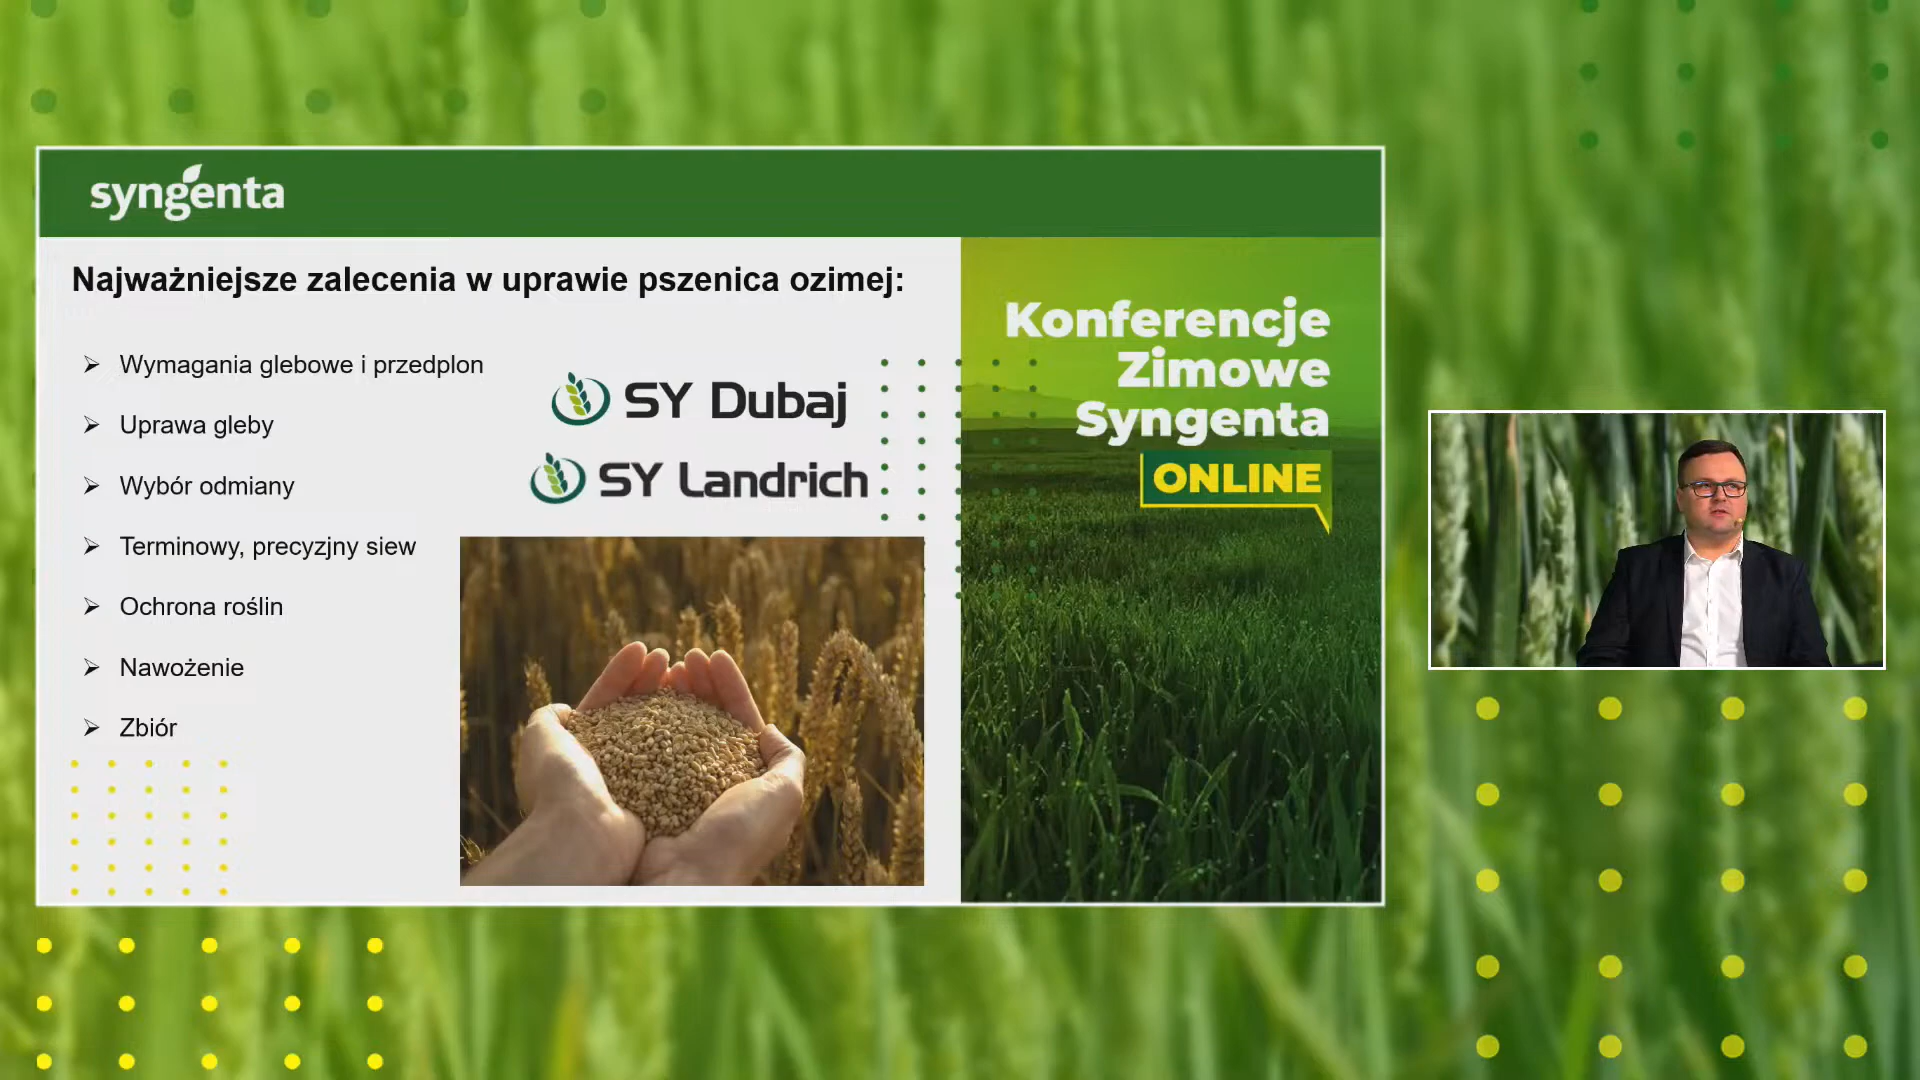 syngenta
Najważniejsze zalecenia w uprawie pszenica ozimej:
Wymagania glebowe i przedplon
Uprawa gleby
Wybór odmiany
Terminowy, precyzjny siew
Ochrona roślin
Nawożenie
Zbiór
SY Dubaj
SY Landrich
Konferencje
Zimowe
Syngenta
ONLINE